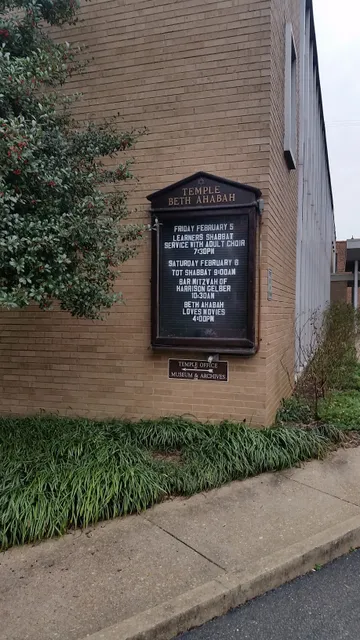 TEMPLE
BETH AHABAH
FRIDAY FEBRUARY 5
LEARNERS SHABBAT
SERVICE WITH ADULT CHOIR
7:30PM
SATURDAY FEBRUARY 6
TOT SHABBAT 9:00AM
BAR MITZVAH OF
HARRISON GELBER
10:30AM
BETH AHABAH
LOVES MOVIES
4:00PM
TEMPLE OFFICE
MUSEUM & ARCHIVES